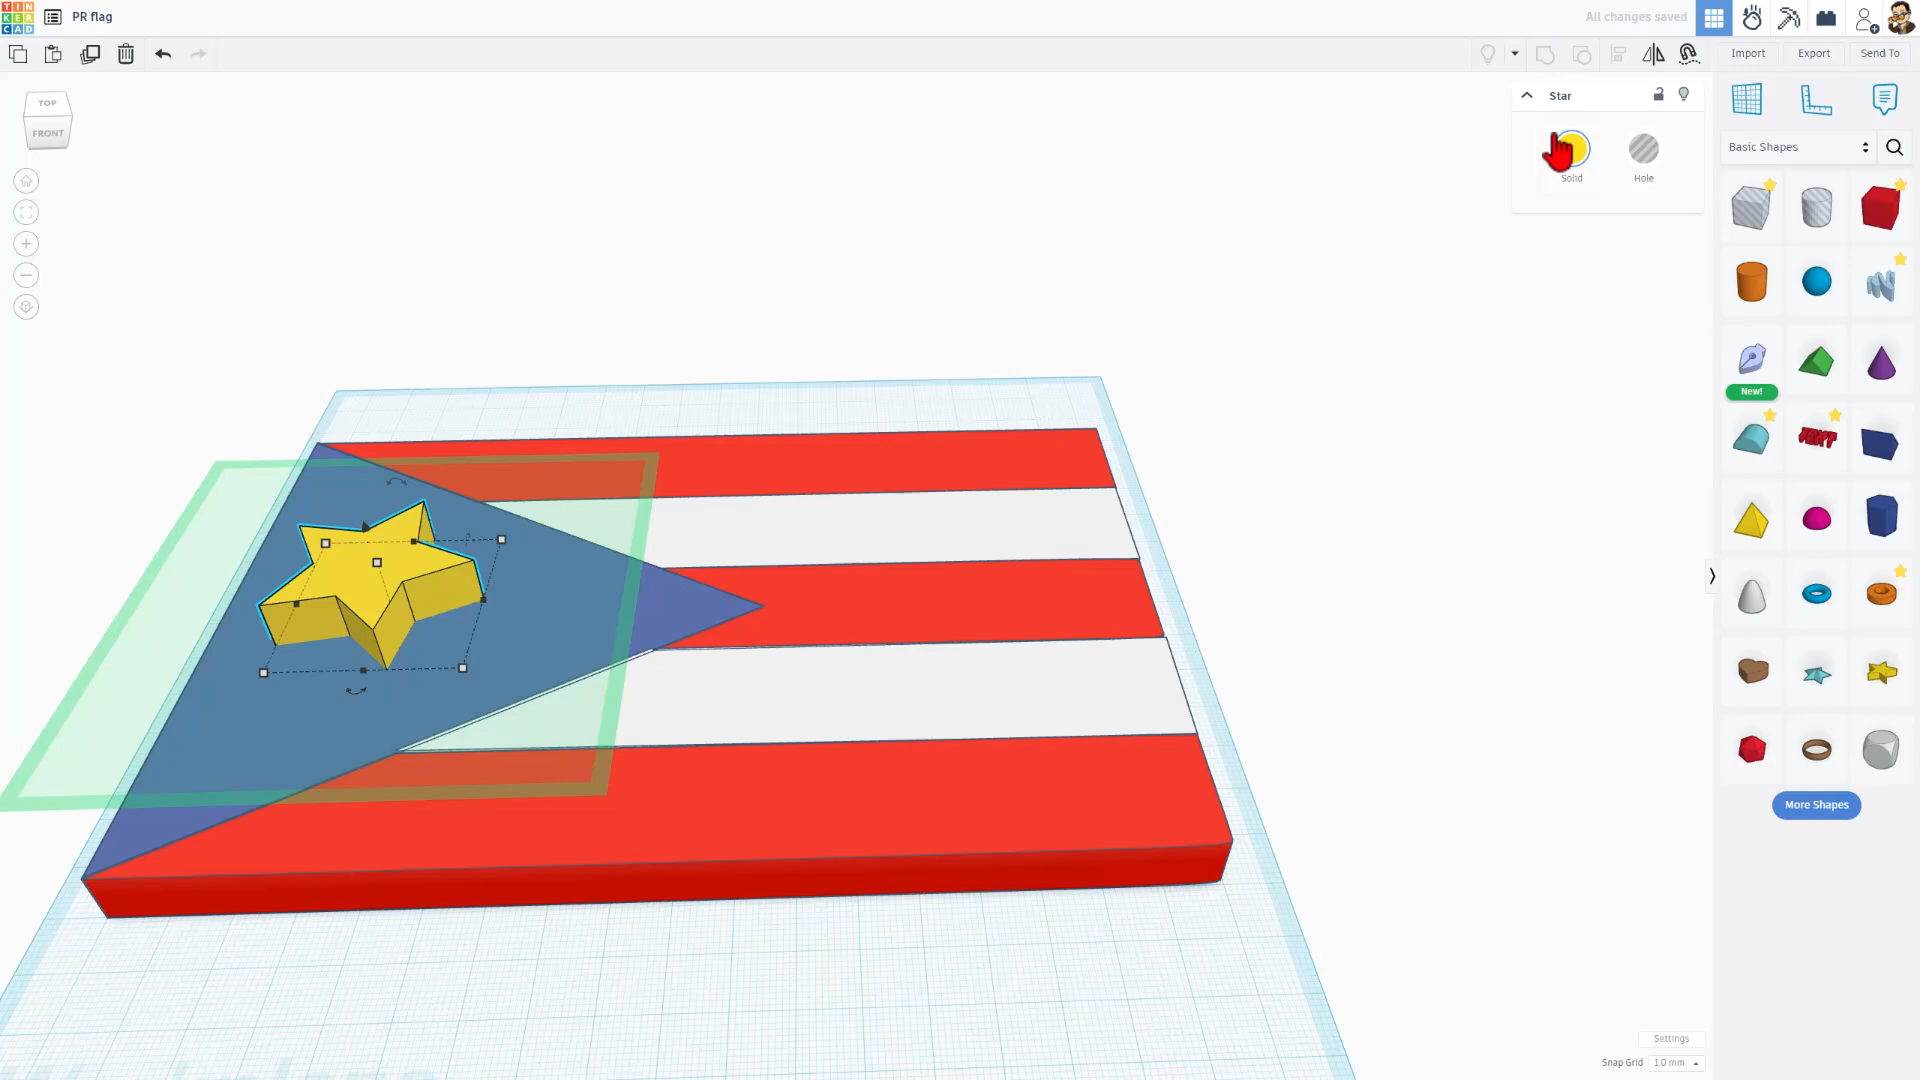 TIN
KER
CAD
PR flag
All changes saved
Import
Export
Send To
TOP
FRONT
Star
Solid
Hole
Basic Shapes
New!
TEXT
More Shapes
Settings
Snap Grid
1.0 mm